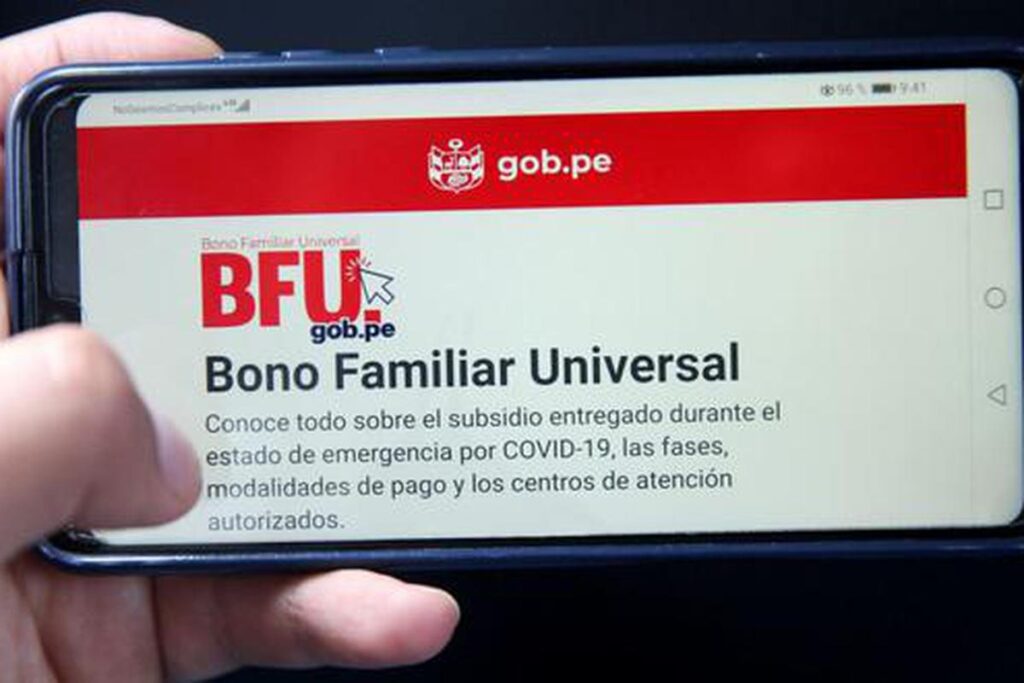 96 % 9:41
gob.pe
Bono Familiar Universal
BFU.
gob.pe
Bono Familiar Universal
Conoce todo sobre el subsidio entregado durante el
estado de emergencia por COVID-19, las fases,
modalidades de pago y los centros de atención
autorizados.